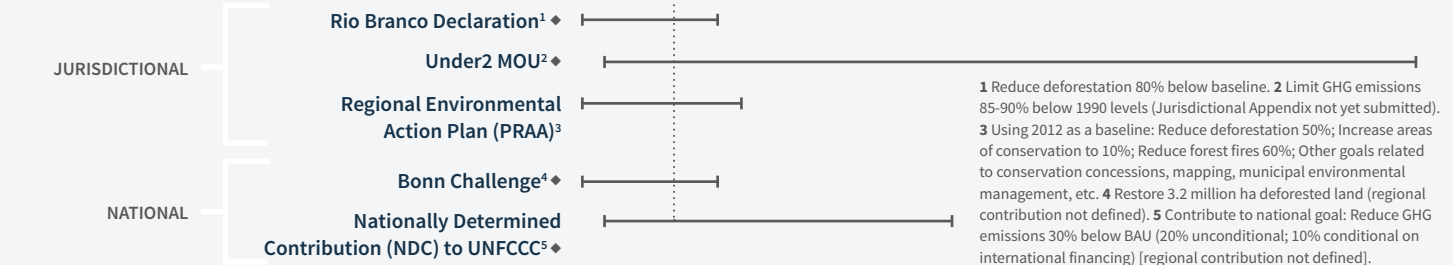 JURISDICTIONAL
Rio Branco Declaration¹ ◆
Under2 MOU² ◆
Regional Environmental
Action Plan (PRAA)³
NATIONAL
Bonn Challenge⁴ ◆
Nationally Determined
Contribution (NDC) to UNFCCC⁵ ◆
1 Reduce deforestation 80% below baseline. 2 Limit GHG emissions
85-90% below 1990 levels (Jurisdictional Appendix not yet submitted).
3 Using 2012 as a baseline: Reduce deforestation 50%; Increase areas
of conservation to 10%; Reduce forest fires 60%; Other goals related
to conservation concessions, mapping, municipal environmental
management, etc. 4 Restore 3.2 million ha deforested land (regional
contribution not defined). 5 Contribute to national goal: Reduce GHG
emissions 30% below BAU (20% unconditional; 10% conditional on
international financing) [regional contribution not defined].